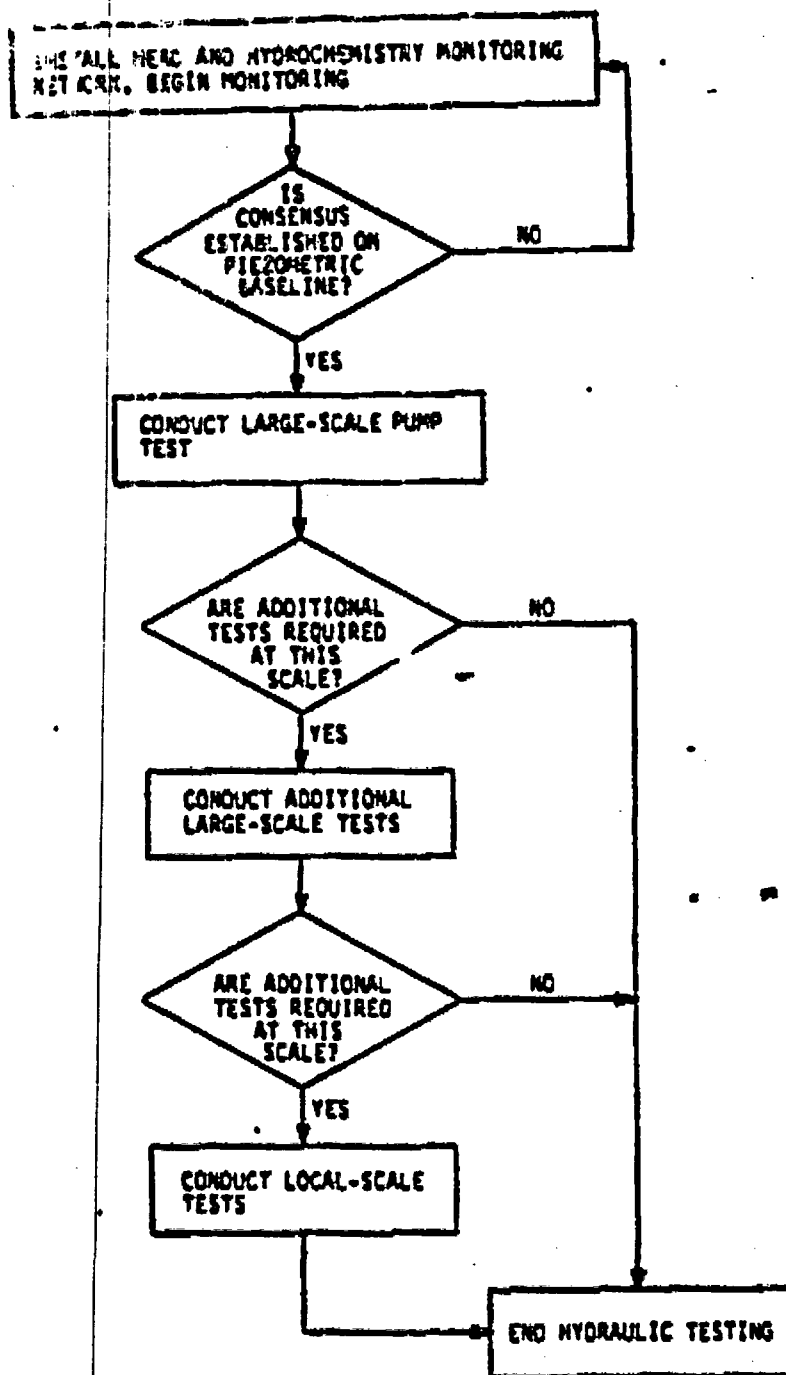 INSTALL HEAD AND HYDROCHEMISTRY MONITORING
NETWORK. BEGIN MONITORING
IS
CONSENSUS
ESTABLISHED ON
PIEZOMETRIC
BASELINE?
NO
YES
CONDUCT LARGE-SCALE PUMP
TEST
ARE ADDITIONAL
TESTS REQUIRED
AT THIS
SCALE?
NO
YES
CONDUCT ADDITIONAL
LARGE-SCALE TESTS
ARE ADDITIONAL
TESTS REQUIRED
AT THIS
SCALE?
NO
YES
CONDUCT LOCAL-SCALE
TESTS
END HYDRAULIC TESTING